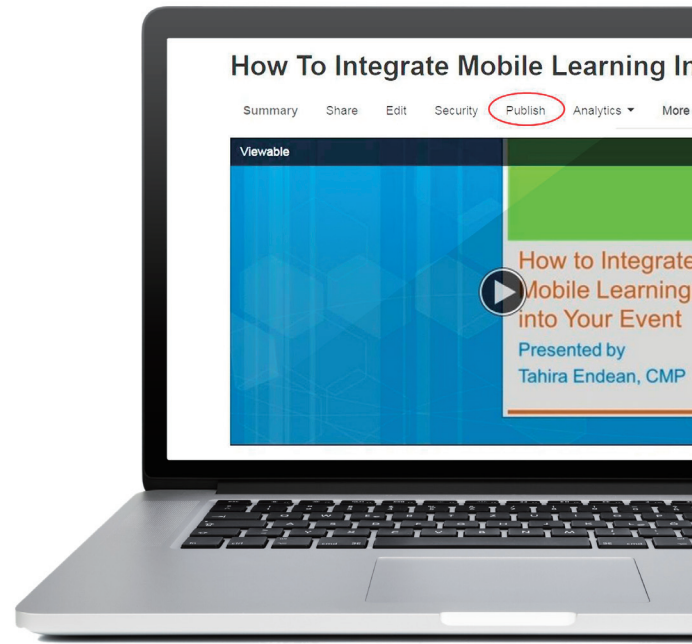 How To Integrate Mobile Learning In
Summary Share Edit Security Publish Analytics More
Viewable
How to Integrate
Mobile Learning
into Your Event
Presented by
Tahira Endean, CMP